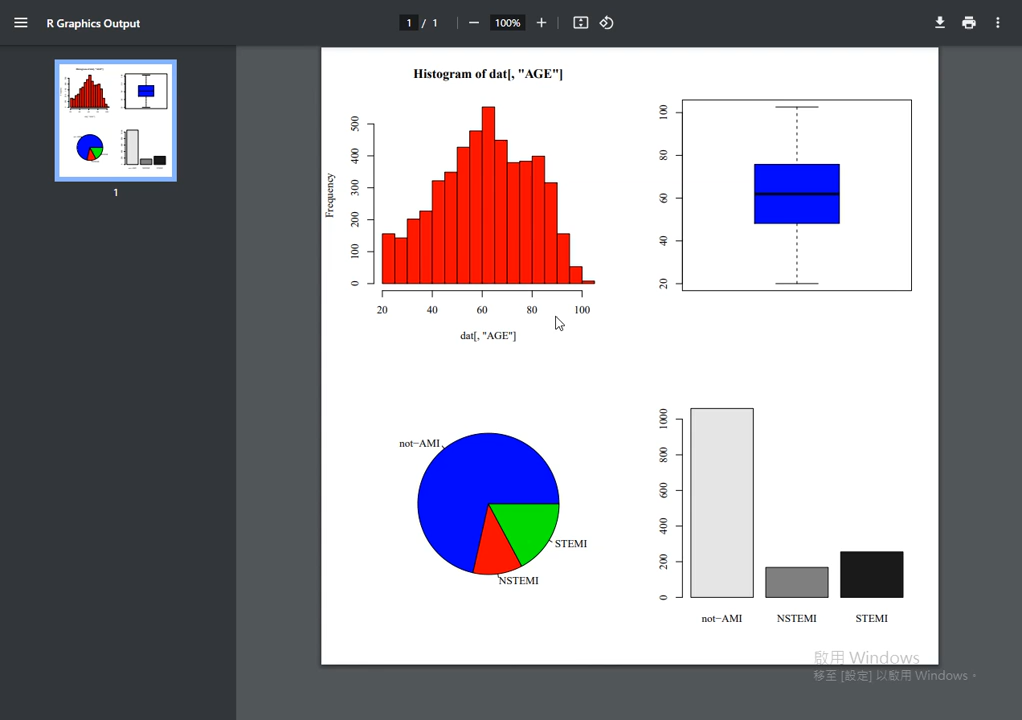 R Graphics Output
1 / 1
100%
1
Histogram of dat[, "AGE"]
Frequency
0 100 200 300 400 500
20 40 60 80 100
dat[, "AGE"]
20 40 60 80 100
not−AMI
STEMI
NSTEMI
0 200 400 600 800 1000
not−AMI NSTEMI STEMI
啟用 Windows
移至 [設定] 以啟用 Windows。